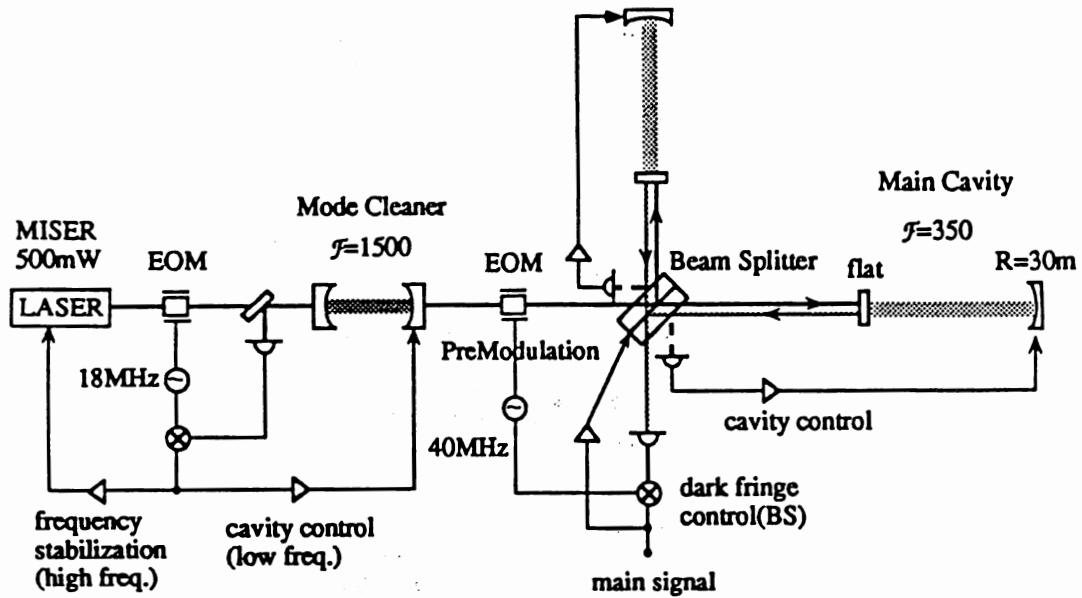 MISER
500mW
LASER
EOM
18MHz
frequency
stabilization
(high freq.)
cavity control
(low freq.)
Mode Cleaner
ℱ=1500
EOM
PreModulation
40MHz
Beam Splitter
Main Cavity
ℱ=350
flat
R=30m
cavity control
dark fringe
control(BS)
main signal